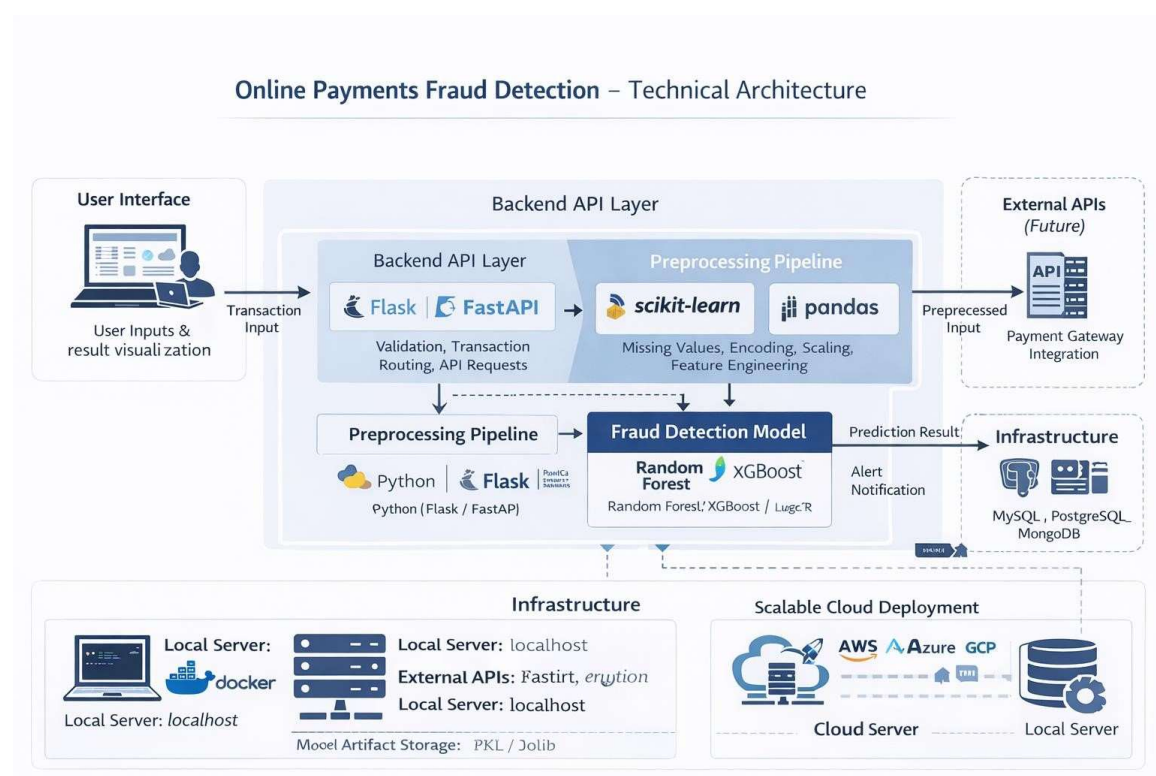 Online Payments Fraud Detection – Technical Architecture
User Interface
User Inputs &
result visualization
Transaction
Input
Backend API Layer
Backend API Layer
Flask | FastAPI
Validation, Transaction
Routing, API Requests
Preprocessing Pipeline
scikit-learn
pandas
Missing Values, Encoding, Scaling,
Feature Engineering
Preprecessed
Input
External APIs
(Future)
API
Payment Gateway
Integration
Preprocessing Pipeline
Python | Flask
Python (Flask / FastAP)
Fraud Detection Model
Random
Forest
XGBoost
Random Forest/ XGBoost /
Prediction Result
Alert
Notification
Infrastructure
MySQL , PostgreSQL
MongoDB
Infrastructure
Local Server:
docker
Local Server: localhost
Local Server: localhost
External APIs:
Local Server: localhost
Model Artifact Storage: PKL / Jolib
Scalable Cloud Deployment
AWS Azure GCP
Cloud Server
Local Server